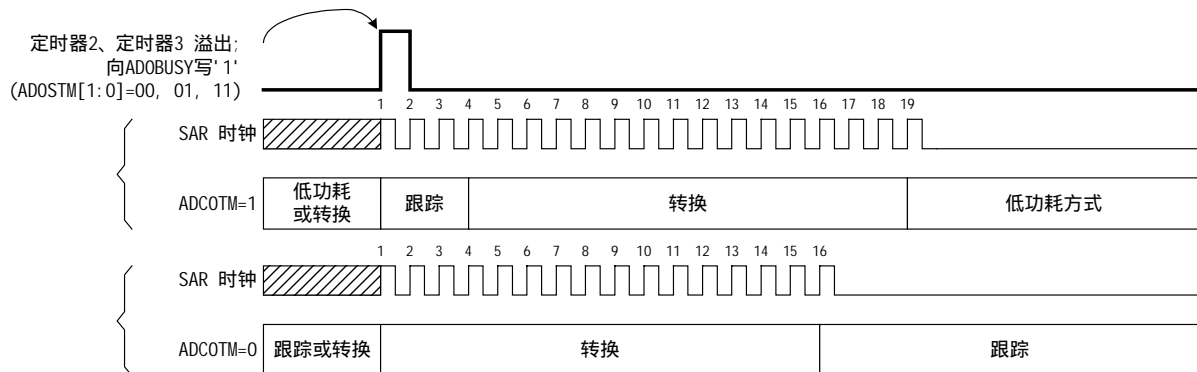 定时器2、定时器3 溢出;
向ADOBUSY写'1'
(ADOSTM[1:0]=00, 01, 11)
1 2 3 4 5 6 7 8 9 10 11 12 13 14 15 16 17 18 19
SAR 时钟
ADCOTM=1
低功耗
或转换
跟踪
转换
低功耗方式
1 2 3 4 5 6 7 8 9 10 11 12 13 14 15 16
SAR 时钟
ADCOTM=0
跟踪或转换
转换
跟踪